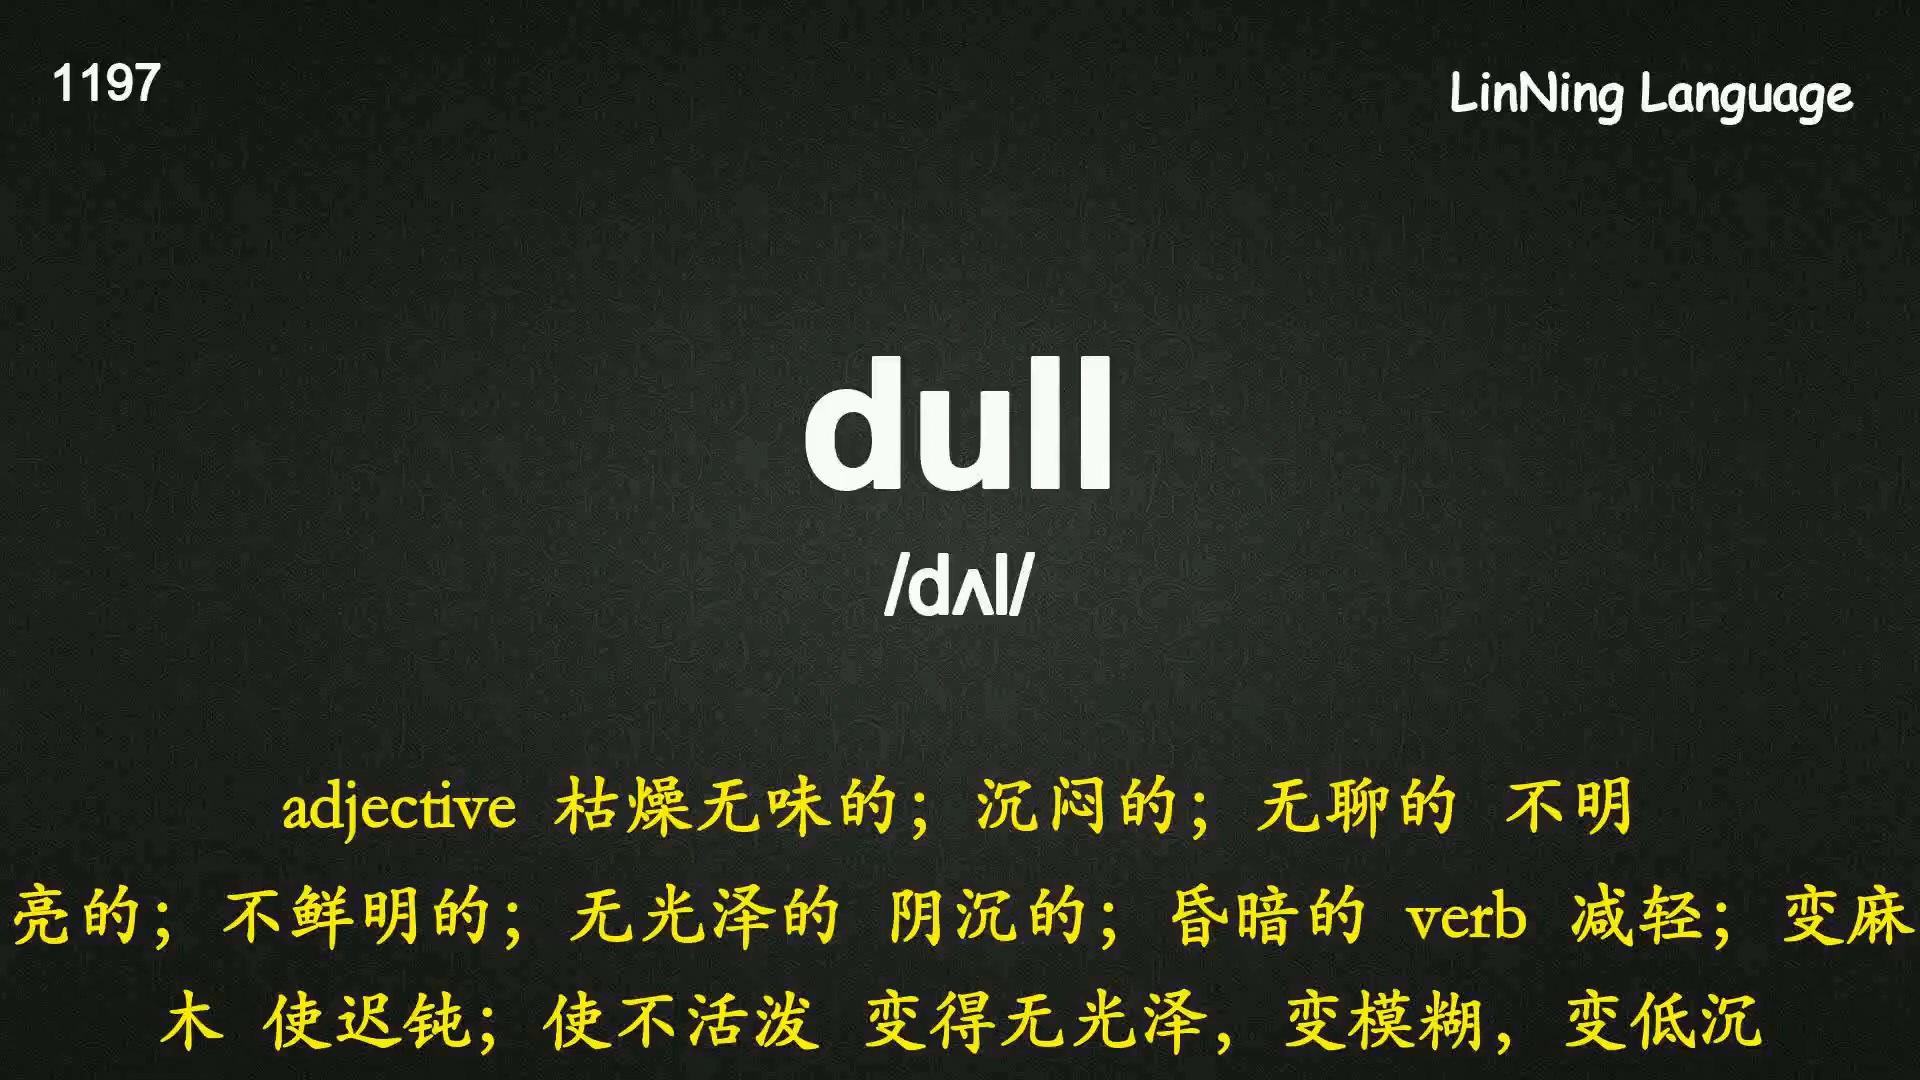 1197
LinNing Language
dull
/dʌl/
adjective 枯燥无味的；沉闷的；无聊的 不明
亮的；不鲜明的；无光泽的 阴沉的；昏暗的 verb 减轻；变麻
木 使迟钝；使不活泼 变得无光泽，变模糊，变低沉